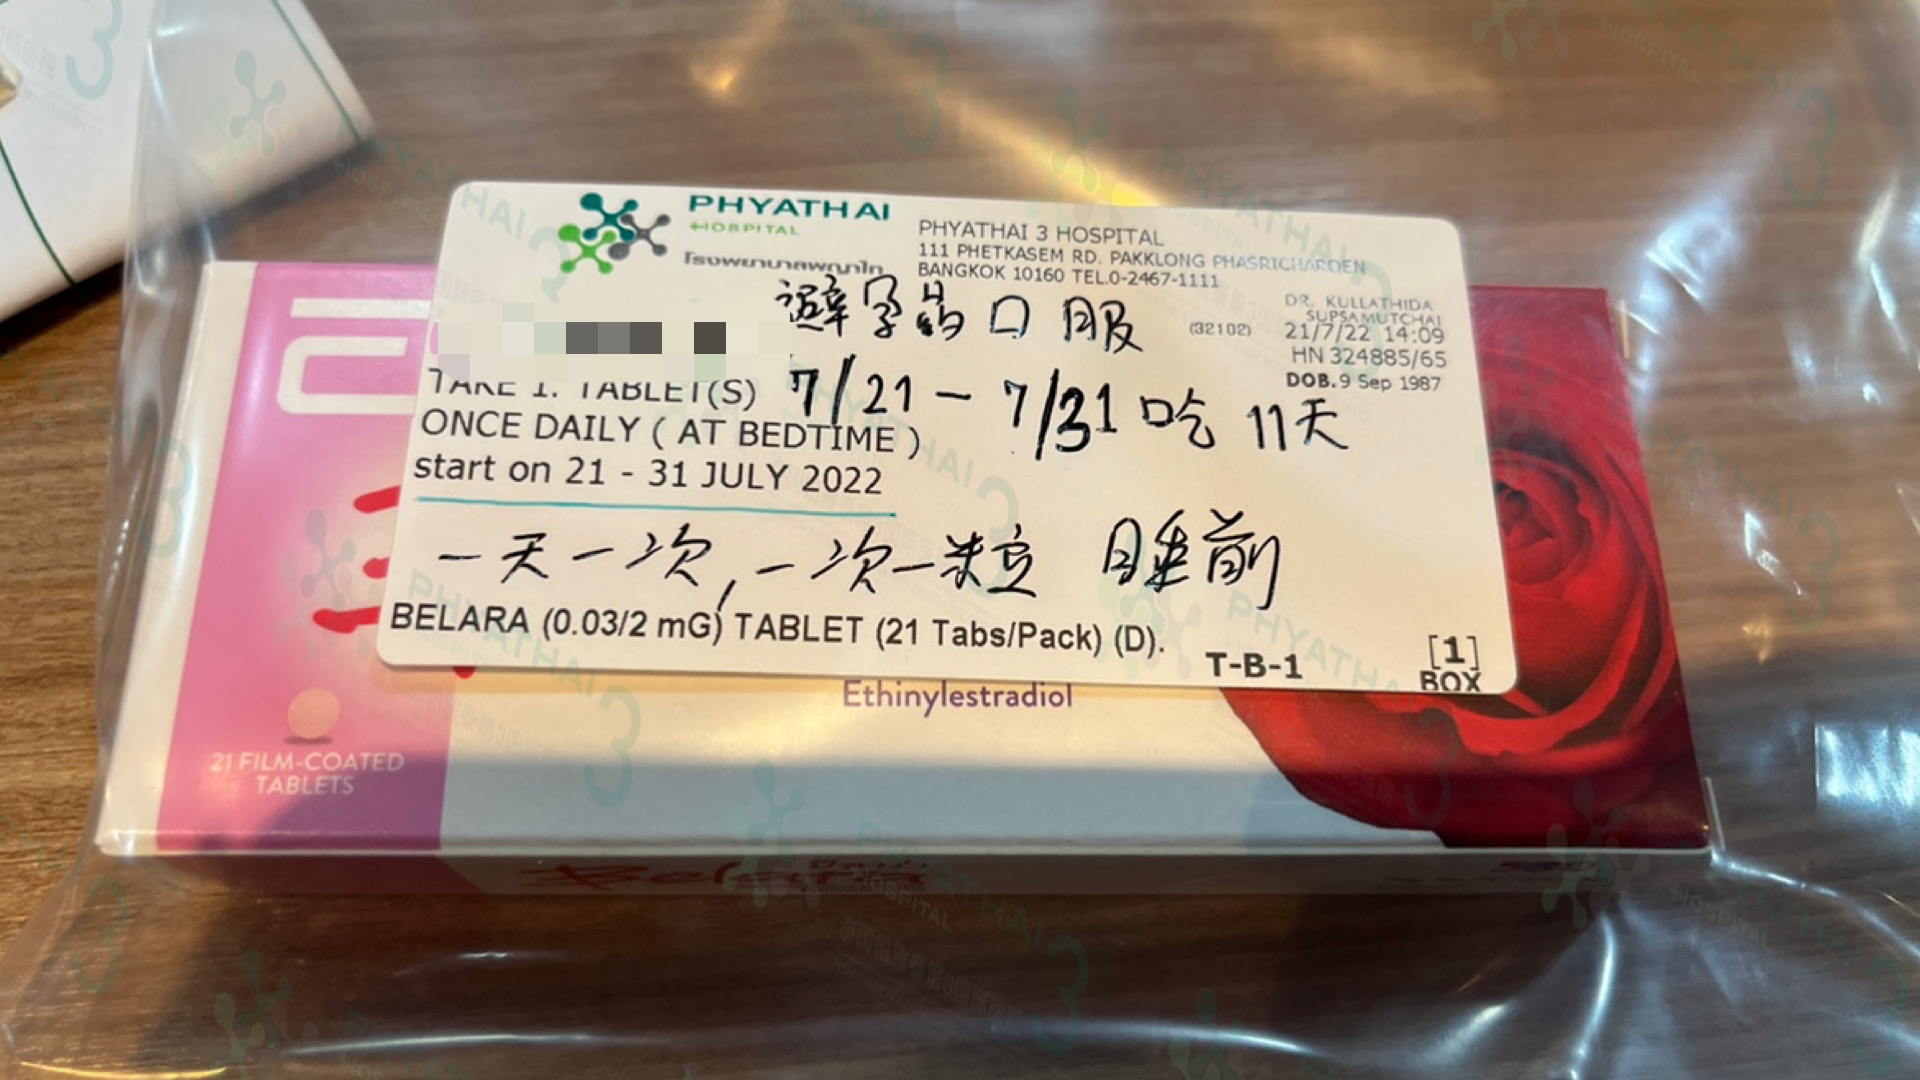 PHYATHAI
HOSPITAL
โรงพยาบาลพญาไท
PHYATHAI 3 HOSPITAL
111 PHETKASEM RD. PAKKLONG PHASRICHAROEN
BANGKOK 10160 TEL.0-2467-1111
避孕药口服
(32102)
DR. KULLATHIDA
SUPSAMUTCHAI
21/7/22 14:09
HN 324885/65
DOB. 9 Sep 1987
TAKE 1. TABLET(S)
7/21 - 7/31 吃 11天
ONCE DAILY ( AT BEDTIME )
start on 21 - 31 JULY 2022
一天一次, 一次一粒 睡前
BELARA (0.03/2 mG) TABLET (21 Tabs/Pack) (D).
T-B-1
[1]
BOX
Ethinylestradiol
21 FILM-COATED
TABLETS
Belara
PHYATHAI 3
HOSPITAL